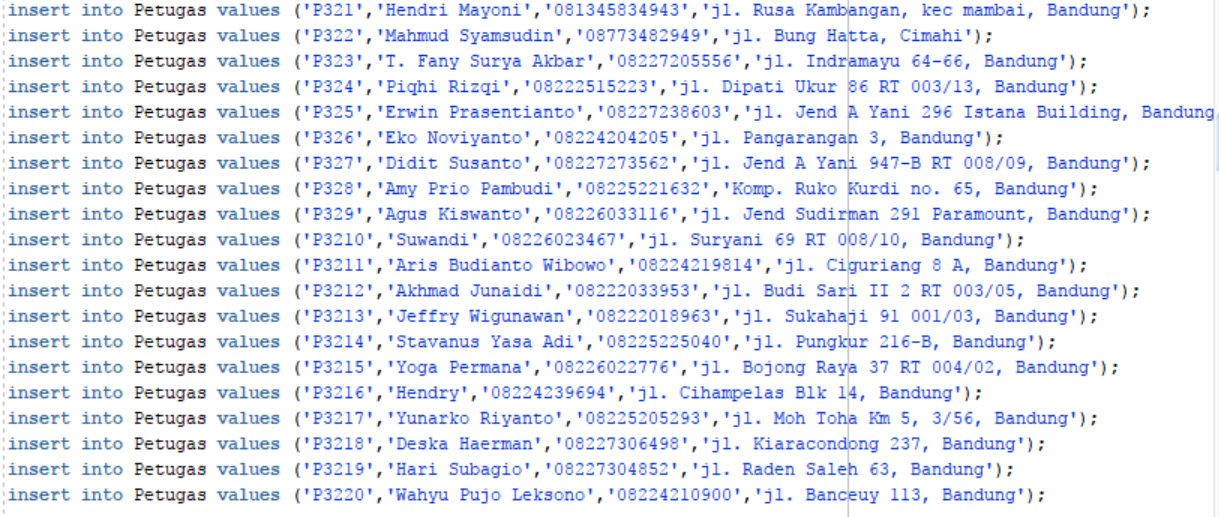 insert into Petugas values ('P321','Hendri Mayoni','081345834943','jl. Rusa Kambangan, kec mambai, Bandung');
insert into Petugas values ('P322','Mahmud Syamsudin','08773482949','jl. Bung Hatta, Cimahi');
insert into Petugas values ('P323','T. Fany Surya Akbar','08227205556','jl. Indramayu 64-66, Bandung');
insert into Petugas values ('P324','Piqhi Rizqi','08222515223','jl. Dipati Ukur 86 RT 003/13, Bandung');
insert into Petugas values ('P325','Erwin Prasentianto','08227238603','jl. Jend A Yani 296 Istana Building, Bandung
insert into Petugas values ('P326','Eko Noviyanto','08224204205','jl. Pangarangan 3, Bandung');
insert into Petugas values ('P327','Didit Susanto','08227273562','jl. Jend A Yani 947-B RT 008/09, Bandung');
insert into Petugas values ('P328','Amy Prio Pambudi','08225221632','Komp. Ruko Kurdi no. 65, Bandung');
insert into Petugas values ('P329','Agus Kiswanto','08226033116','jl. Jend Sudirman 291 Paramount, Bandung');
insert into Petugas values ('P3210','Suwandi','08226023467','jl. Suryani 69 RT 008/10, Bandung');
insert into Petugas values ('P3211','Aris Budianto Wibowo','08224219814','jl. Ciguriang 8 A, Bandung');
insert into Petugas values ('P3212','Akhmad Junaidi','08222033953','jl. Budi Sari II 2 RT 003/05, Bandung');
insert into Petugas values ('P3213','Jeffry Wigunawan','08222018963','jl. Sukahaji 91 001/03, Bandung');
insert into Petugas values ('P3214','Stavanus Yasa Adi','08225225040','jl. Pungkur 216-B, Bandung');
insert into Petugas values ('P3215','Yoga Permana','08226022776','jl. Bojong Raya 37 RT 004/02, Bandung');
insert into Petugas values ('P3216','Hendry','08224239694','jl. Cihampelas Blk 14, Bandung');
insert into Petugas values ('P3217','Yunarko Riyanto','08225205293','jl. Moh Toha Km 5, 3/56, Bandung');
insert into Petugas values ('P3218','Deska Haerman','08227306498','jl. Kiaracondong 237, Bandung');
insert into Petugas values ('P3219','Hari Subagio','08227304852','jl. Raden Saleh 63, Bandung');
insert into Petugas values ('P3220','Wahyu Pujo Leksono','08224210900','jl. Banceuy 113, Bandung');